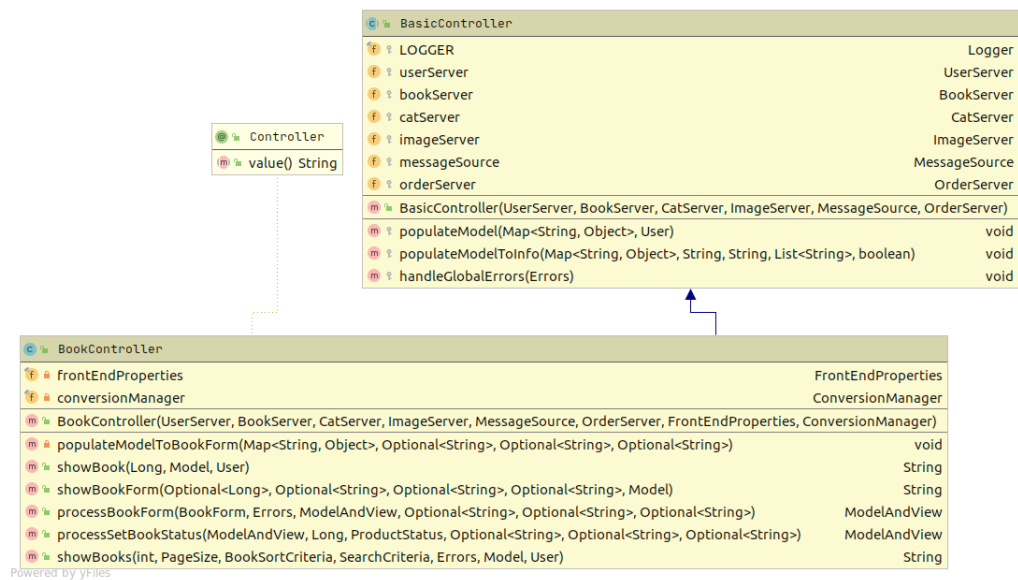 BasicController
LOGGER Logger
userServer UserServer
bookServer BookServer
catServer CatServer
imageServer ImageServer
messageSource MessageSource
orderServer OrderServer
BasicController(UserServer, BookServer, CatServer, ImageServer, MessageSource, OrderServer)
populateModel(Map<String, Object>, User) void
populateModelToInfo(Map<String, Object>, String, String, List<String>, boolean) void
handleGlobalErrors(Errors) void
Controller
value() String
BookController
frontEndProperties FrontEndProperties
conversionManager ConversionManager
BookController(UserServer, BookServer, CatServer, ImageServer, MessageSource, OrderServer, FrontEndProperties, ConversionManager)
populateModelToBookForm(Map<String, Object>, Optional<String>, Optional<String>, Optional<String>) void
showBook(Long, Model, User) String
showBookForm(Optional<Long>, Optional<String>, Optional<String>, Optional<String>, Model) String
processBookForm(BookForm, Errors, ModelAndView, Optional<String>, Optional<String>, Optional<String>) ModelAndView
processSetBookStatus(ModelAndView, Long, ProductStatus, Optional<String>, Optional<String>, Optional<String>) ModelAndView
showBooks(int, PageSize, BookSortCriteria, SearchCriteria, Errors, Model, User) String
Powered by yFiles